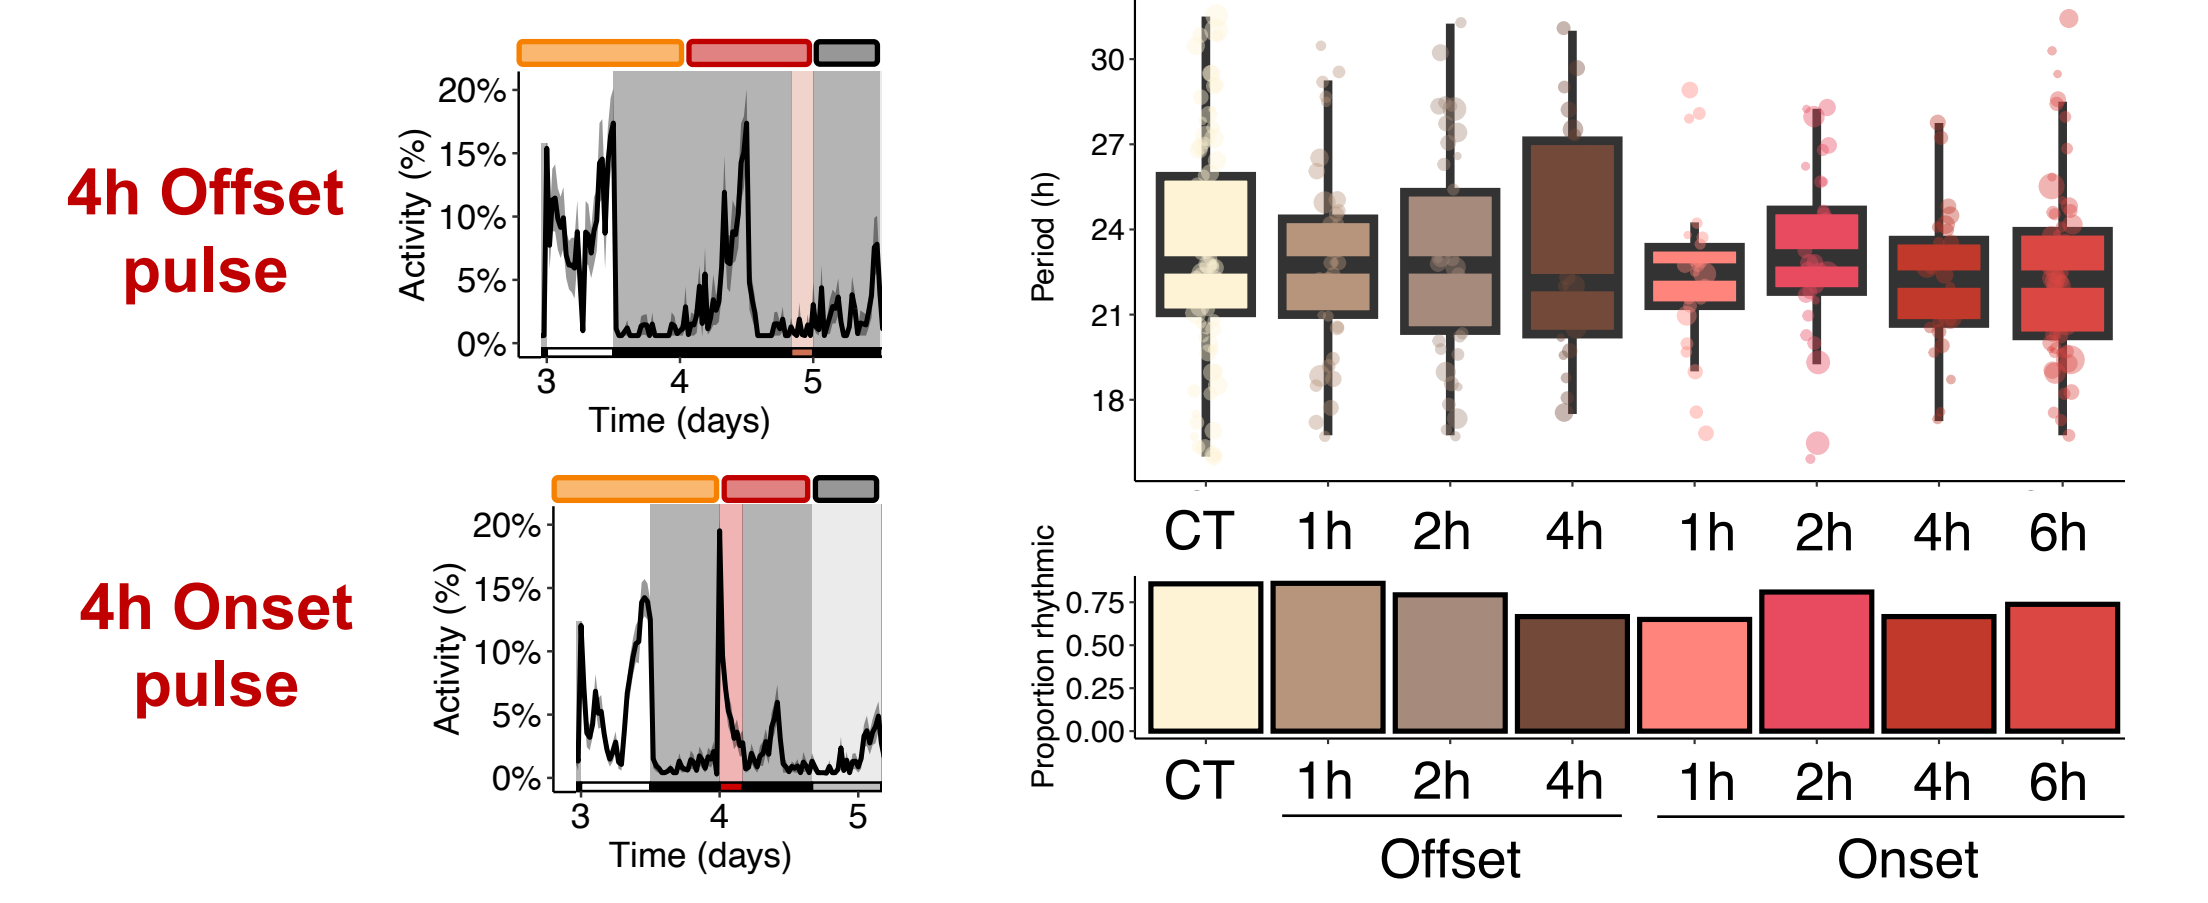 4h Offset
pulse
Activity (%)
20%
15%
10%
5%
0%
3 4 5
Time (days)
4h Onset
pulse
Activity (%)
20%
15%
10%
5%
0%
3 4 5
Time (days)
Period (h)
30
27
24
21
18
CT 1h 2h 4h 1h 2h 4h 6h
Proportion rhythmic
0.75
0.50
0.25
0.00
CT 1h 2h 4h 1h 2h 4h 6h
Offset Onset